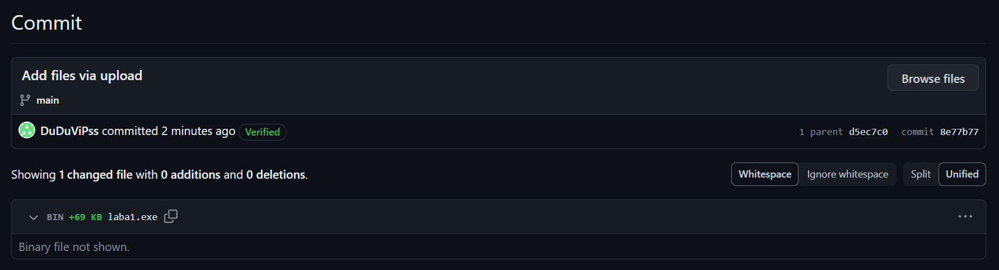 Commit
Add files via upload
Browse files
main
DuDuViPss committed 2 minutes ago Verified
1 parent d5ec7c0 commit 8e77b77
Showing 1 changed file with 0 additions and 0 deletions.
Whitespace Ignore whitespace Split Unified
BIN +69 KB laba1.exe
Binary file not shown.